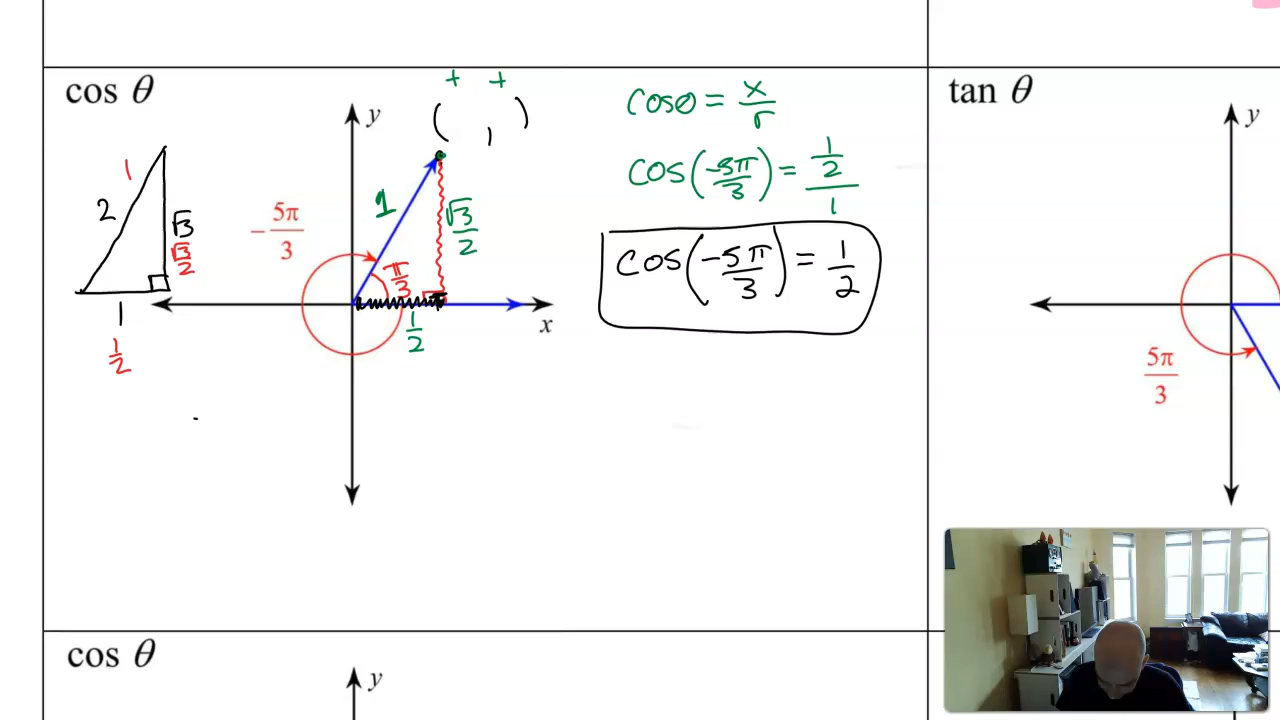 cos θ
+ +
( , )
y
1
2
√3
√3/2
1
1/2
-5π/3
1
π/3
√3/2
1/2
x
cosθ = x/r
cos(-5π/3) = 1/2 / 1
cos(-5π/3) = 1/2
tan θ
y
5π/3
cos θ
y